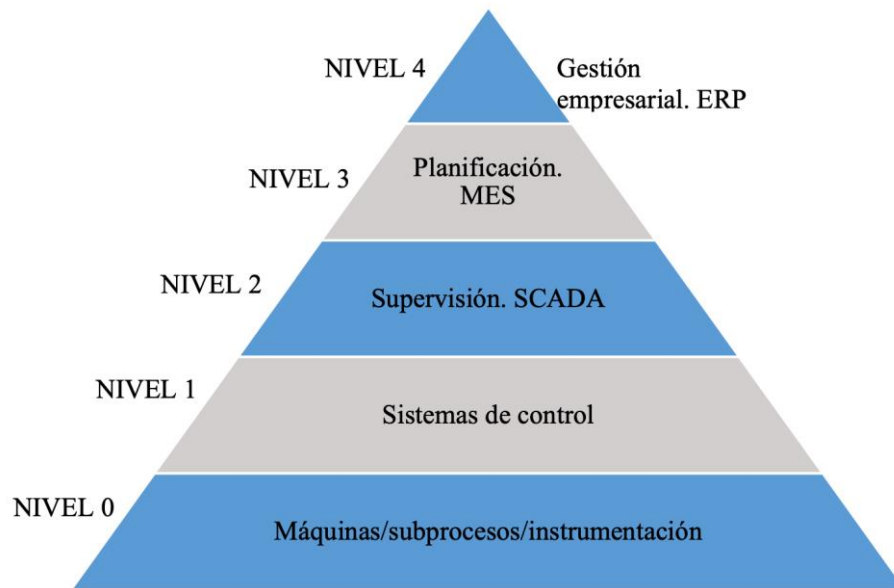 NIVEL 4
Gestión
empresarial. ERP
NIVEL 3
Planificación.
MES
NIVEL 2
Supervisión. SCADA
NIVEL 1
Sistemas de control
NIVEL 0
Máquinas/subprocesos/instrumentación